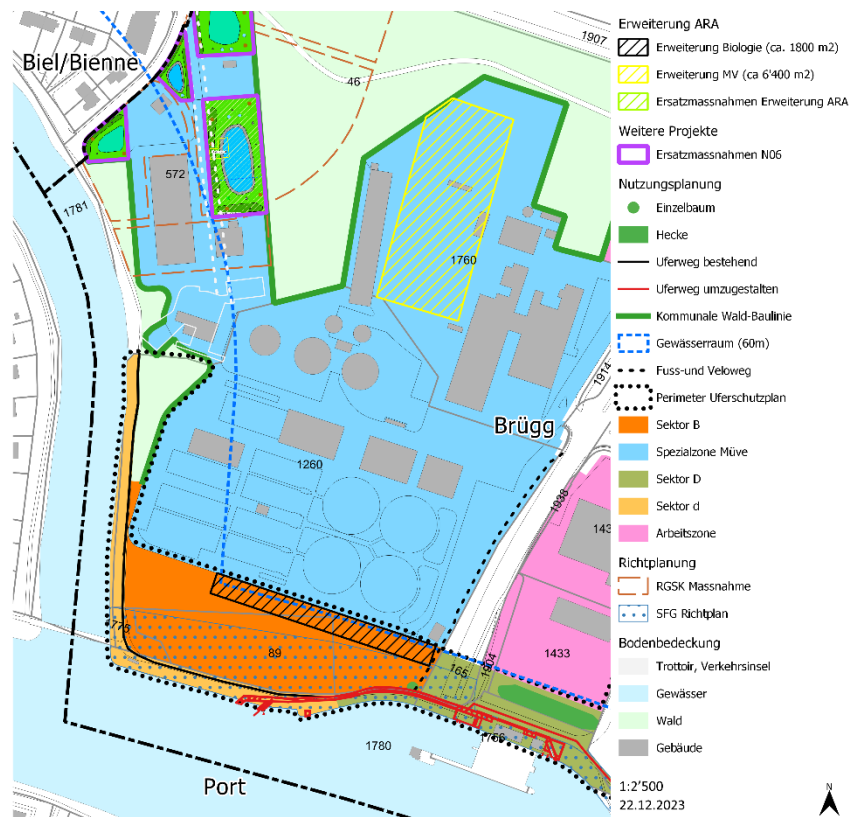 Biel/Bienne
1907
46
572
1781
1760
1914
Brügg
1260
1938
143
775
89
165
1904
1433
1766
1780
Port
Erweiterung ARA
Erweiterung Biologie (ca. 1800 m2)
Erweiterung MV (ca 6'400 m2)
Ersatzmassnahmen Erweiterung ARA
Weitere Projekte
Ersatzmassnahmen N06
Nutzungsplanung
Einzelbaum
Hecke
Uferweg bestehend
Uferweg umzugestalten
Kommunale Wald-Baulinie
Gewässerraum (60m)
Fuss-und Veloweg
Perimeter Uferschutzplan
Sektor B
Spezialzone Müve
Sektor D
Sektor d
Arbeitszone
Richtplanung
RGSK Massnahme
SFG Richtplan
Bodenbedeckung
Trottoir, Verkehrsinsel
Gewässer
Wald
Gebäude
1:2'500
22.12.2023
N